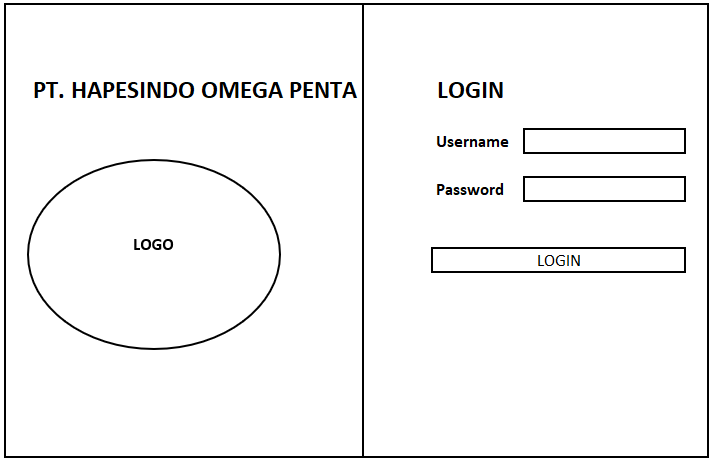 PT. HAPESINDO OMEGA PENTA
LOGO
LOGIN
Username
Password
LOGIN